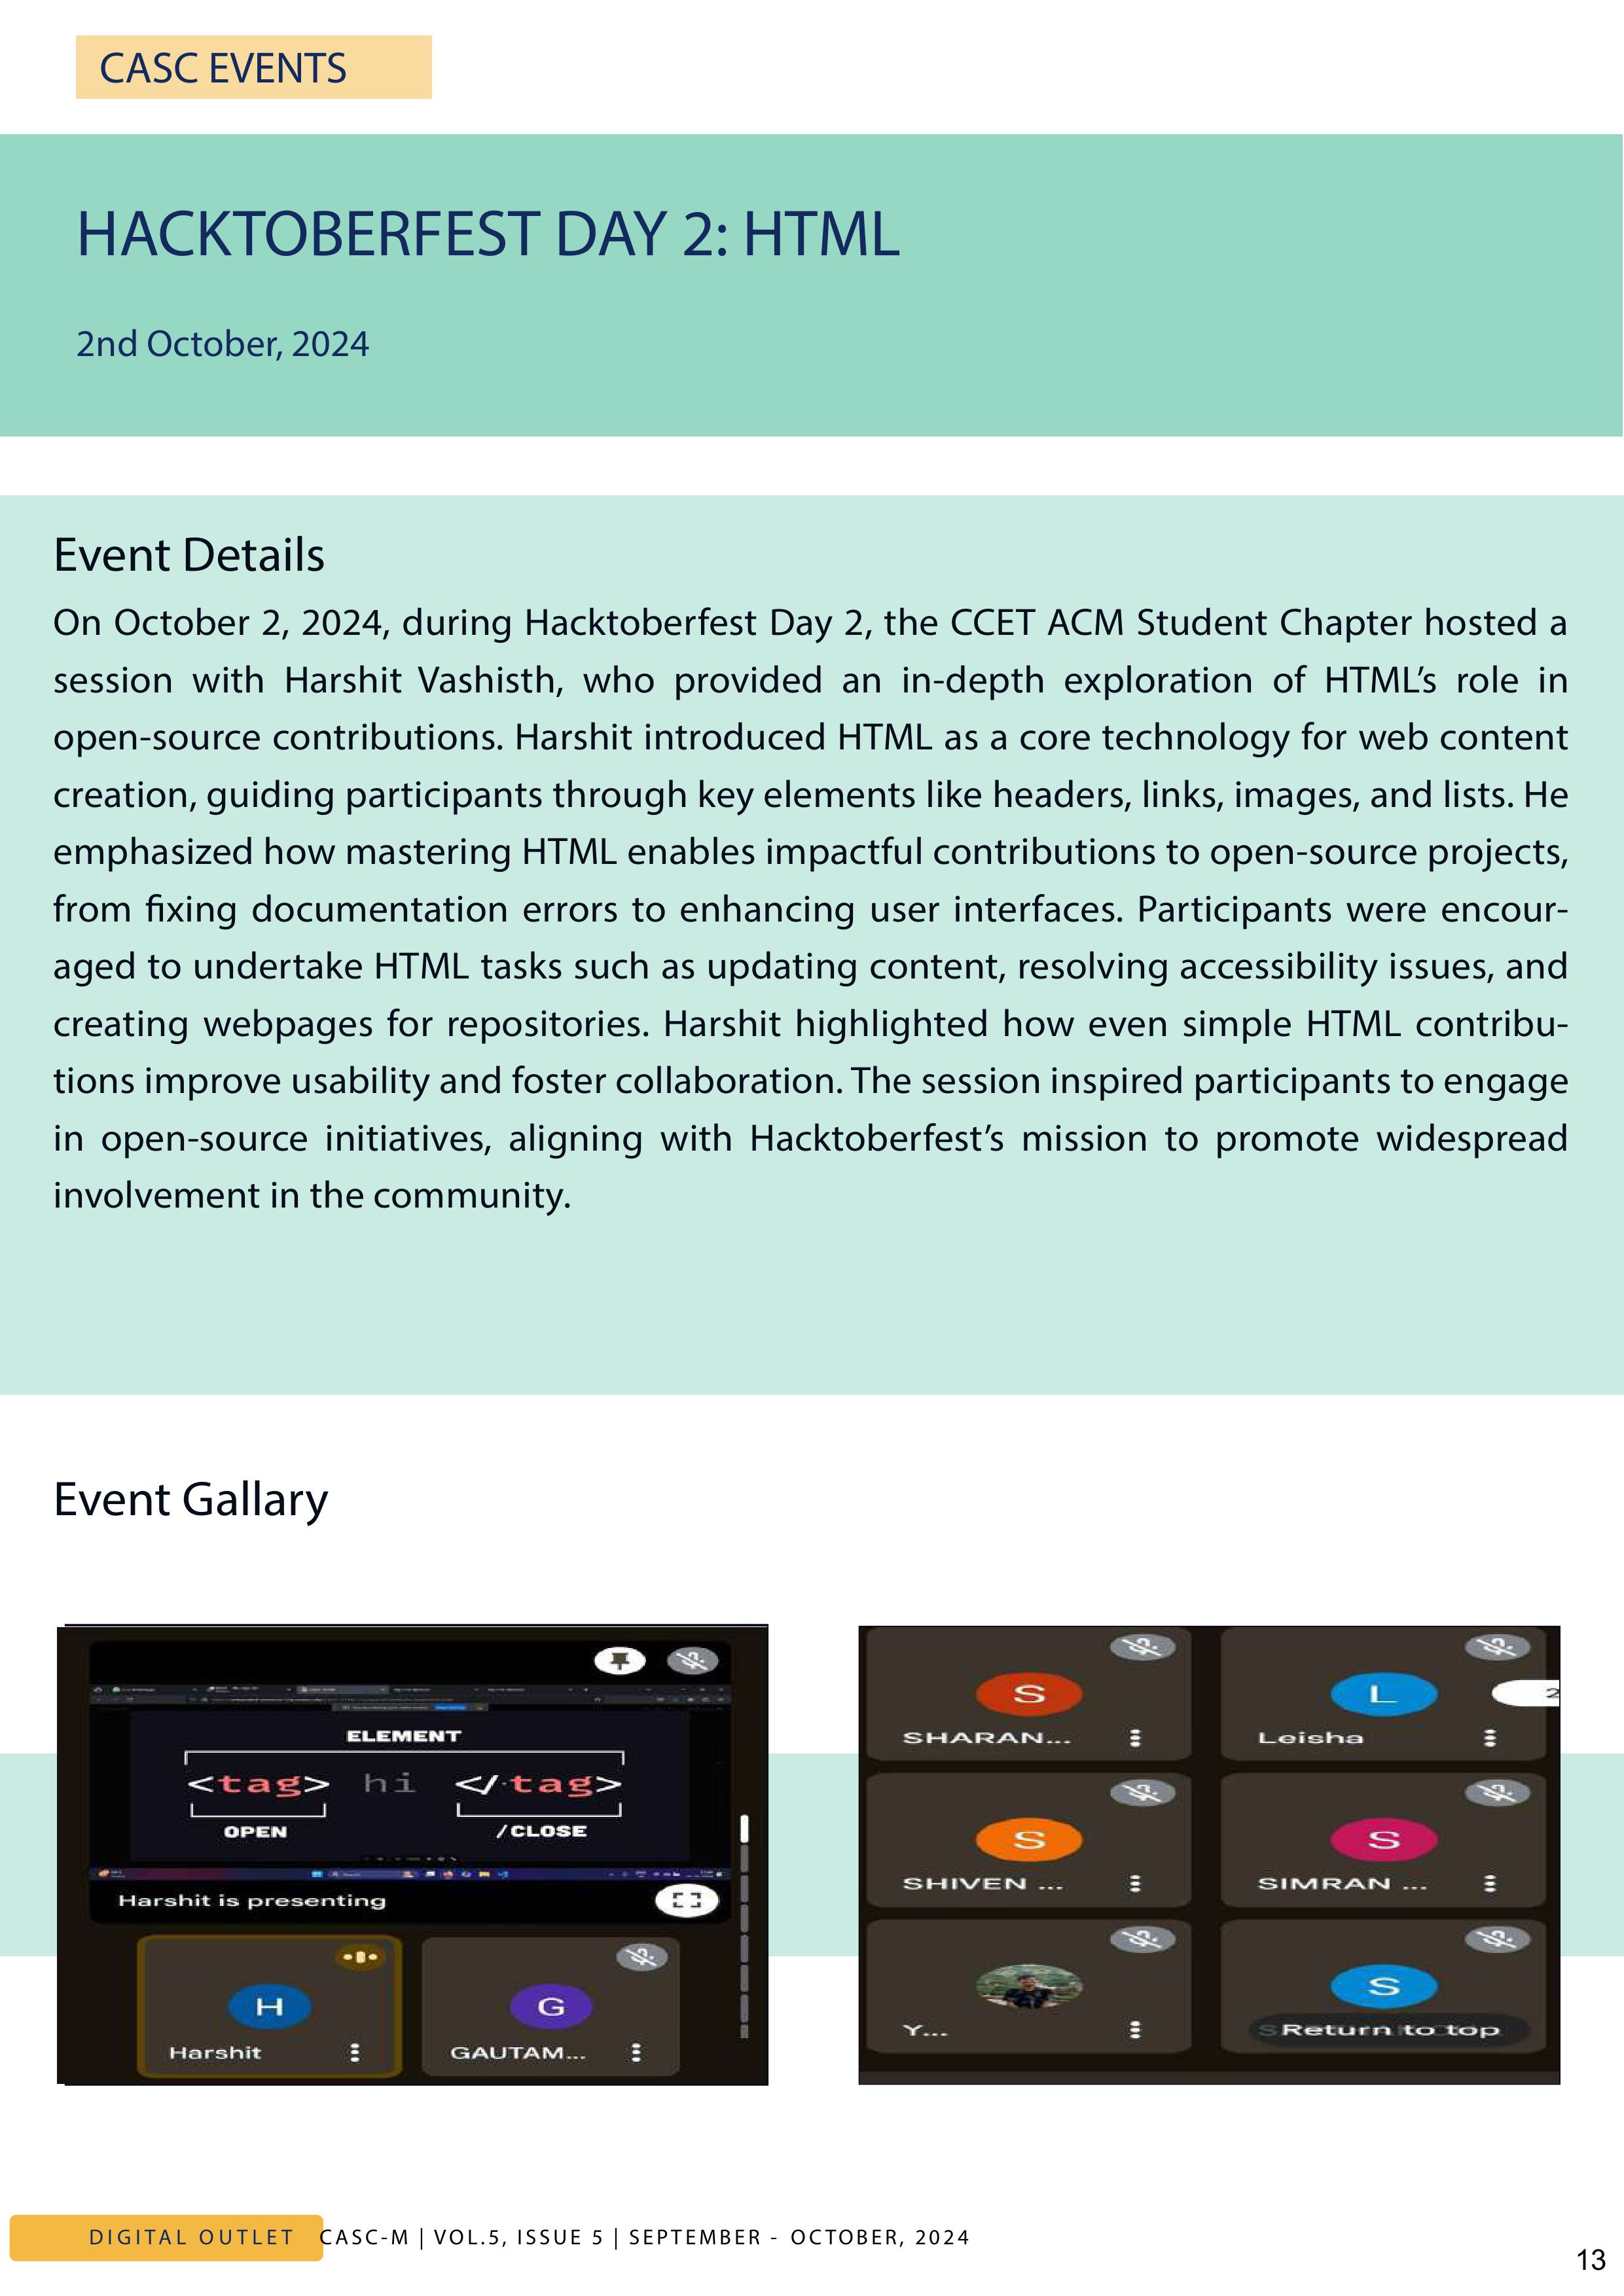 CASC EVENTS
HACKTOBERFEST DAY 2: HTML
2nd October, 2024
Event Details
On October 2, 2024, during Hacktoberfest Day 2, the CCET ACM Student Chapter hosted a
session with Harshit Vashisth, who provided an in-depth exploration of HTML’s role in
open-source contributions. Harshit introduced HTML as a core technology for web content
creation, guiding participants through key elements like headers, links, images, and lists. He
emphasized how mastering HTML enables impactful contributions to open-source projects,
from fixing documentation errors to enhancing user interfaces. Participants were encour-
aged to undertake HTML tasks such as updating content, resolving accessibility issues, and
creating webpages for repositories. Harshit highlighted how even simple HTML contribu-
tions improve usability and foster collaboration. The session inspired participants to engage
in open-source initiatives, aligning with Hacktoberfest’s mission to promote widespread
involvement in the community.
Event Gallary
ELEMENT
<tag> hi </tag>
OPEN /CLOSE
Harshit is presenting
H G
Harshit GAUTAM...
S L
2
SHARAN... Leisha
S S
SHIVEN ... SIMRAN ...
S
Y... Return to top
DIGITAL OUTLET CASC-M | VOL.5, ISSUE 5 | SEPTEMBER - OCTOBER, 2024
13